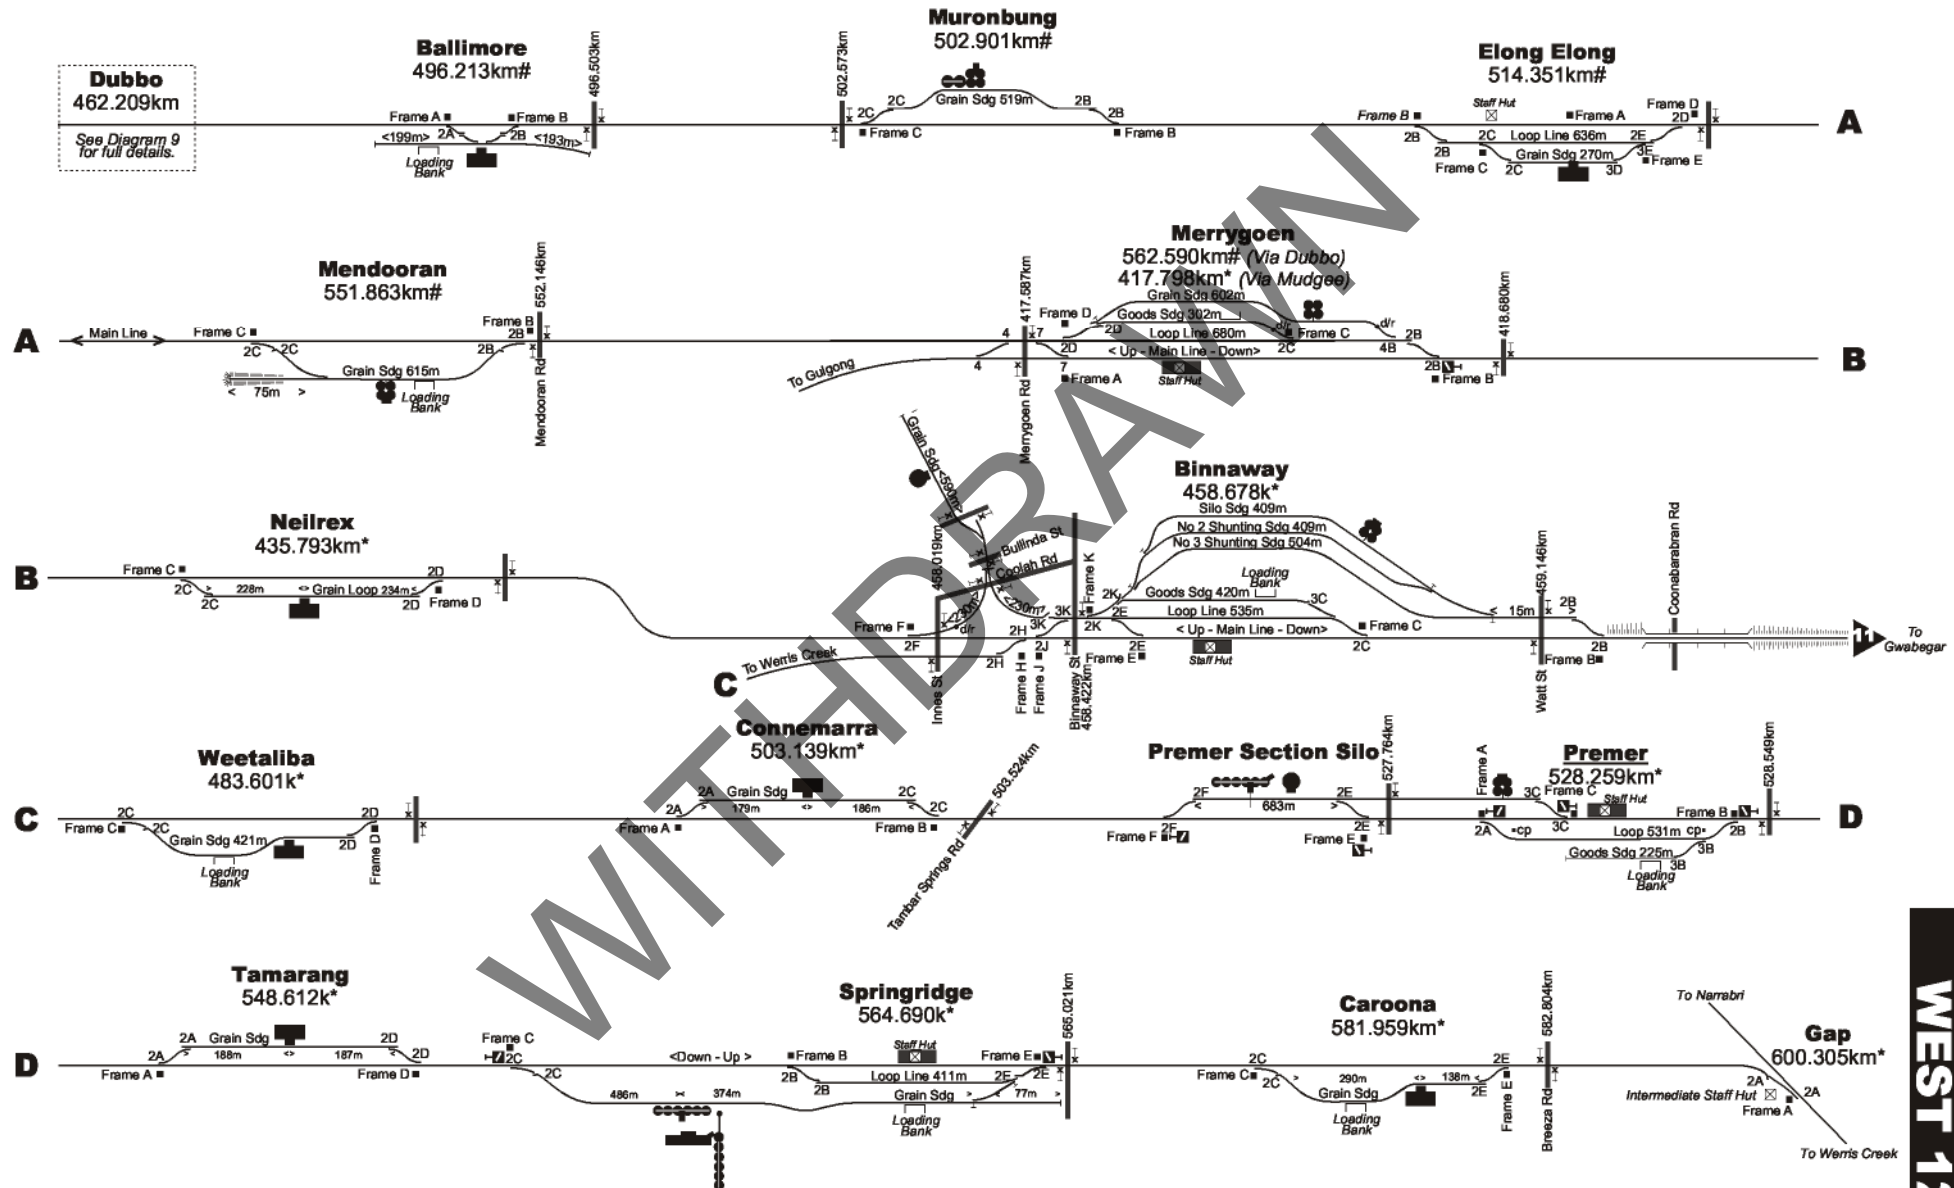 Dubbo
462.209km
See Diagram 9
for full details.
Ballimore
496.213km#
Frame A
Frame B
2A
2B
<199m>
<193m>
Loading
Bank
496.503km
502.573km
Muronbung
502.901km#
Grain Sdg 519m
2C
2C
2B
2B
Frame C
Frame B
Elong Elong
514.351km#
Frame B
Staff Hut
Frame A
Frame D
2D
2B
2C
Loop Line 636m
2E
2B
3E
Grain Sdg 270m
Frame C
2C
3D
Frame E
A
Mendooran
551.863km#
A
Main Line
Frame C
2C
2C
Frame B
2B
2B
Grain Sdg 615m
< 75m >
Loading
Bank
552.146km
Mendooran Rd
To Gulgong
417.587km
Merrygoen Rd
4
4
7
7
Merrygoen
562.590km# (Via Dubbo)
417.798km* (Via Mudgee)
Grain Sdg 602m
Frame D
Goods Sdg 302m
2D
d/r
Frame C
d/r
Loop Line 680m
2B
2D
< Up - Main Line - Down>
2C
4B
Frame A
Staff Hut
2B
Frame B
418.680km
B
Neilrex
435.793km*
B
Frame C
2C
2C
228m
Grain Loop 234m
2D
2D
Frame D
Grain Sdg <590m>
Bullinda St
Coolah Rd
458.019km
Innes St
<230m>
<230m>
d/r
Frame F
2F
To Werris Creek
C
2H
2H
3K
3K
2J
Frame H
Frame J
Frame K
Binnaway St
458.422km
Binnaway
458.678k*
Silo Sdg 409m
No 2 Shunting Sdg 409m
No 3 Shunting Sdg 504m
Loading
Bank
2K
Goods Sdg 420m
3C
2E
Loop Line 535m
2K
< Up - Main Line - Down>
Frame C
2E
2C
Frame E
Staff Hut
459.146km
Watt St
< 15m >
2B
2B
Frame B
Coonabarabran Rd
11
To
Gwabegar
Weetaliba
483.601k*
C
2C
Frame C
2C
Grain Sdg 421m
Loading
Bank
2D
2D
Frame D
Connemarra
503.139km*
2A
Grain Sdg
2C
2A
179m
186m
2C
Frame A
Frame B
503.524km
Tambar Springs Rd
Premer Section Silo
2F
2E
683m
2F
2E
Frame F
Frame E
527.764km
Frame A
Premer
528.259km*
3C
Frame C
Staff Hut
3C
Frame B
2A
cp
Loop 531m
cp
2B
Goods Sdg 225m
3B
3B
Loading
Bank
528.549km
D
Tamarang
548.612k*
D
2A
Grain Sdg
2D
2A
188m
187m
2D
Frame A
Frame D
Frame C
2C
2C
<Down - Up >
486m
374m
Springridge
564.690k*
Staff Hut
Frame B
Frame E
2B
Loop Line 411m
2E
2E
2B
Grain Sdg
77m
Loading
Bank
565.021km
Caroona
581.959km*
2C
Frame C
2C
290m
138m
2E
Grain Sdg
2E
Loading
Bank
Frame E
582.804km
Breeza Rd
To Narrabri
Gap
600.305km*
2A
2A
Intermediate Staff Hut
Frame A
To Werris Creek
WEST 12
WITHDRAWN